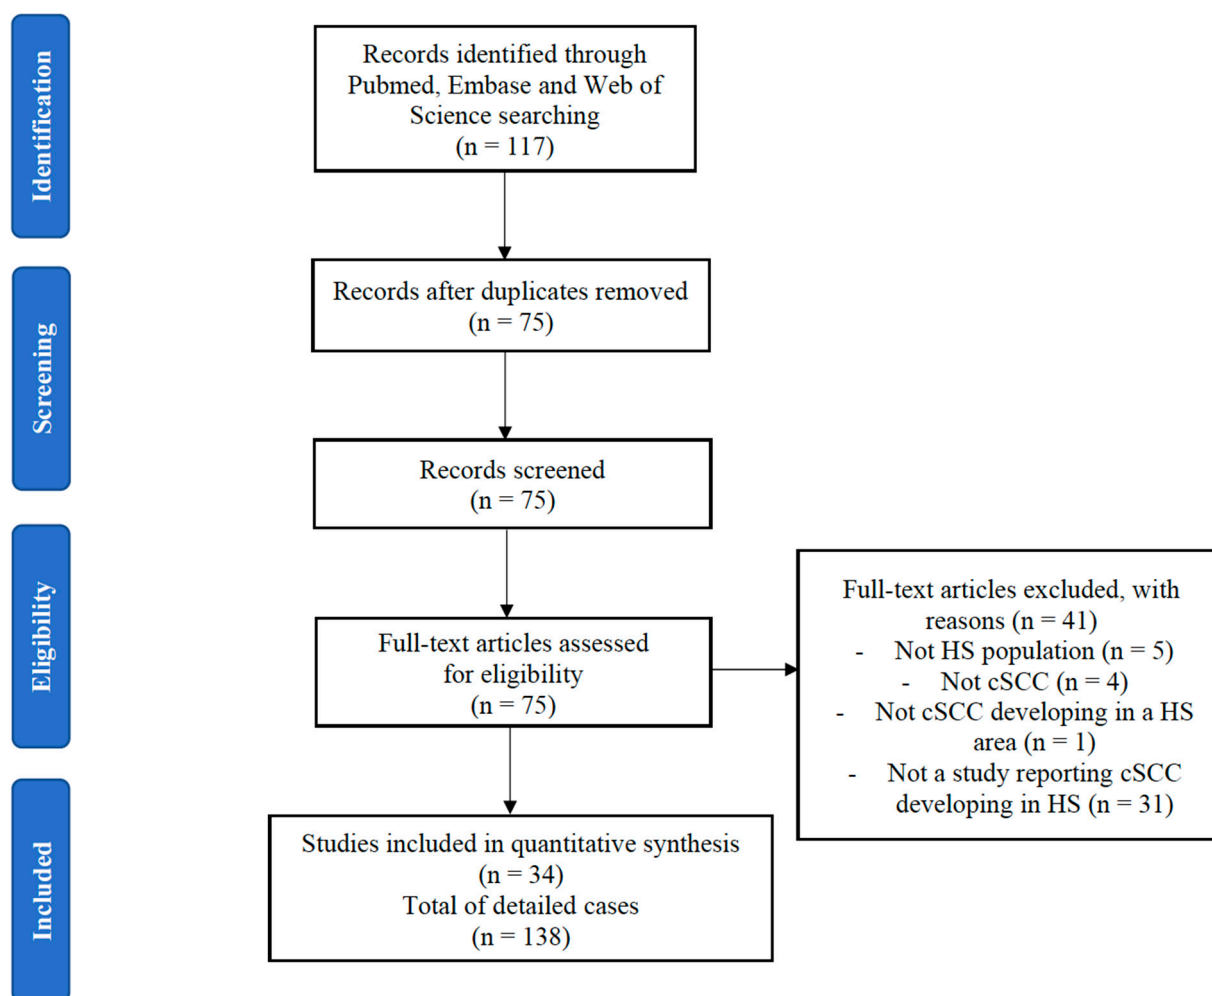 Identification
Records identified through
Pubmed, Embase and Web of
Science searching
(n = 117)
Screening
Records after duplicates removed
(n = 75)
Records screened
(n = 75)
Eligibility
Full-text articles assessed
for eligibility
(n = 75)
Full-text articles excluded, with
reasons (n = 41)
- Not HS population (n = 5)
- Not cSCC (n = 4)
- Not cSCC developing in a HS
area (n = 1)
- Not a study reporting cSCC
developing in HS (n = 31)
Included
Studies included in quantitative synthesis
(n = 34)
Total of detailed cases
(n = 138)